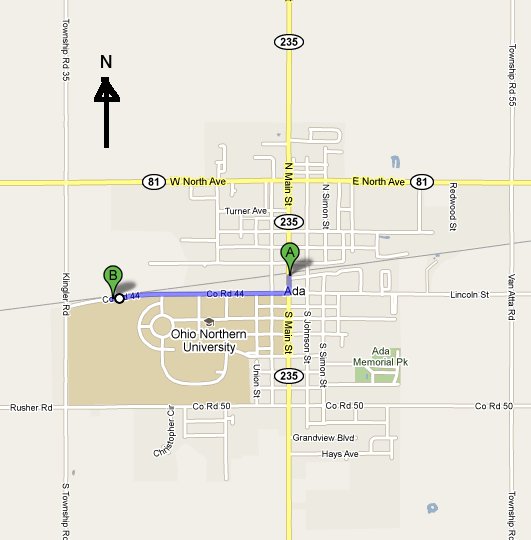 235
Township Rd 35
Township Rd 55
N
N Main St
81
W North Ave
E North Ave
81
Redwood St
N Simon St
Turner Ave
235
A
Klingler Rd
B
Co Rd 44
Co Rd 44
Ada
Lincoln St
Van Atta Rd
Ohio Northern
University
S Main St
S Johnson St
S Simon St
Ada
Memorial Pk
Union St
235
Rusher Rd
Co Rd 50
Co Rd 50
Co Rd 50
Christopher Cir
Grandview Blvd
Hays Ave
S Township Rd
Township Rd